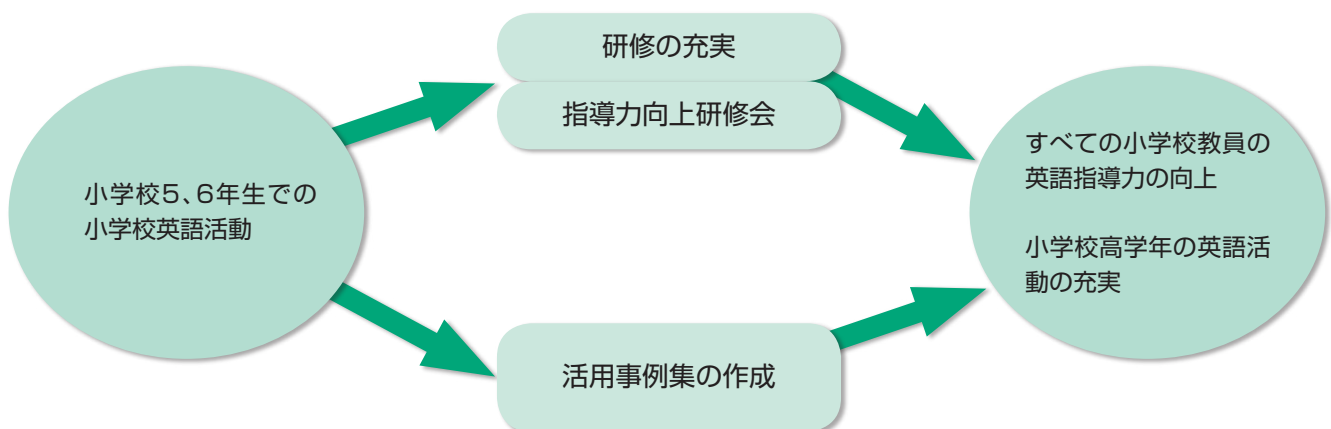 小学校5、6年生での
小学校英語活動
研修の充実
指導力向上研修会
活用事例集の作成
すべての小学校教員の
英語指導力の向上
小学校高学年の英語活
動の充実